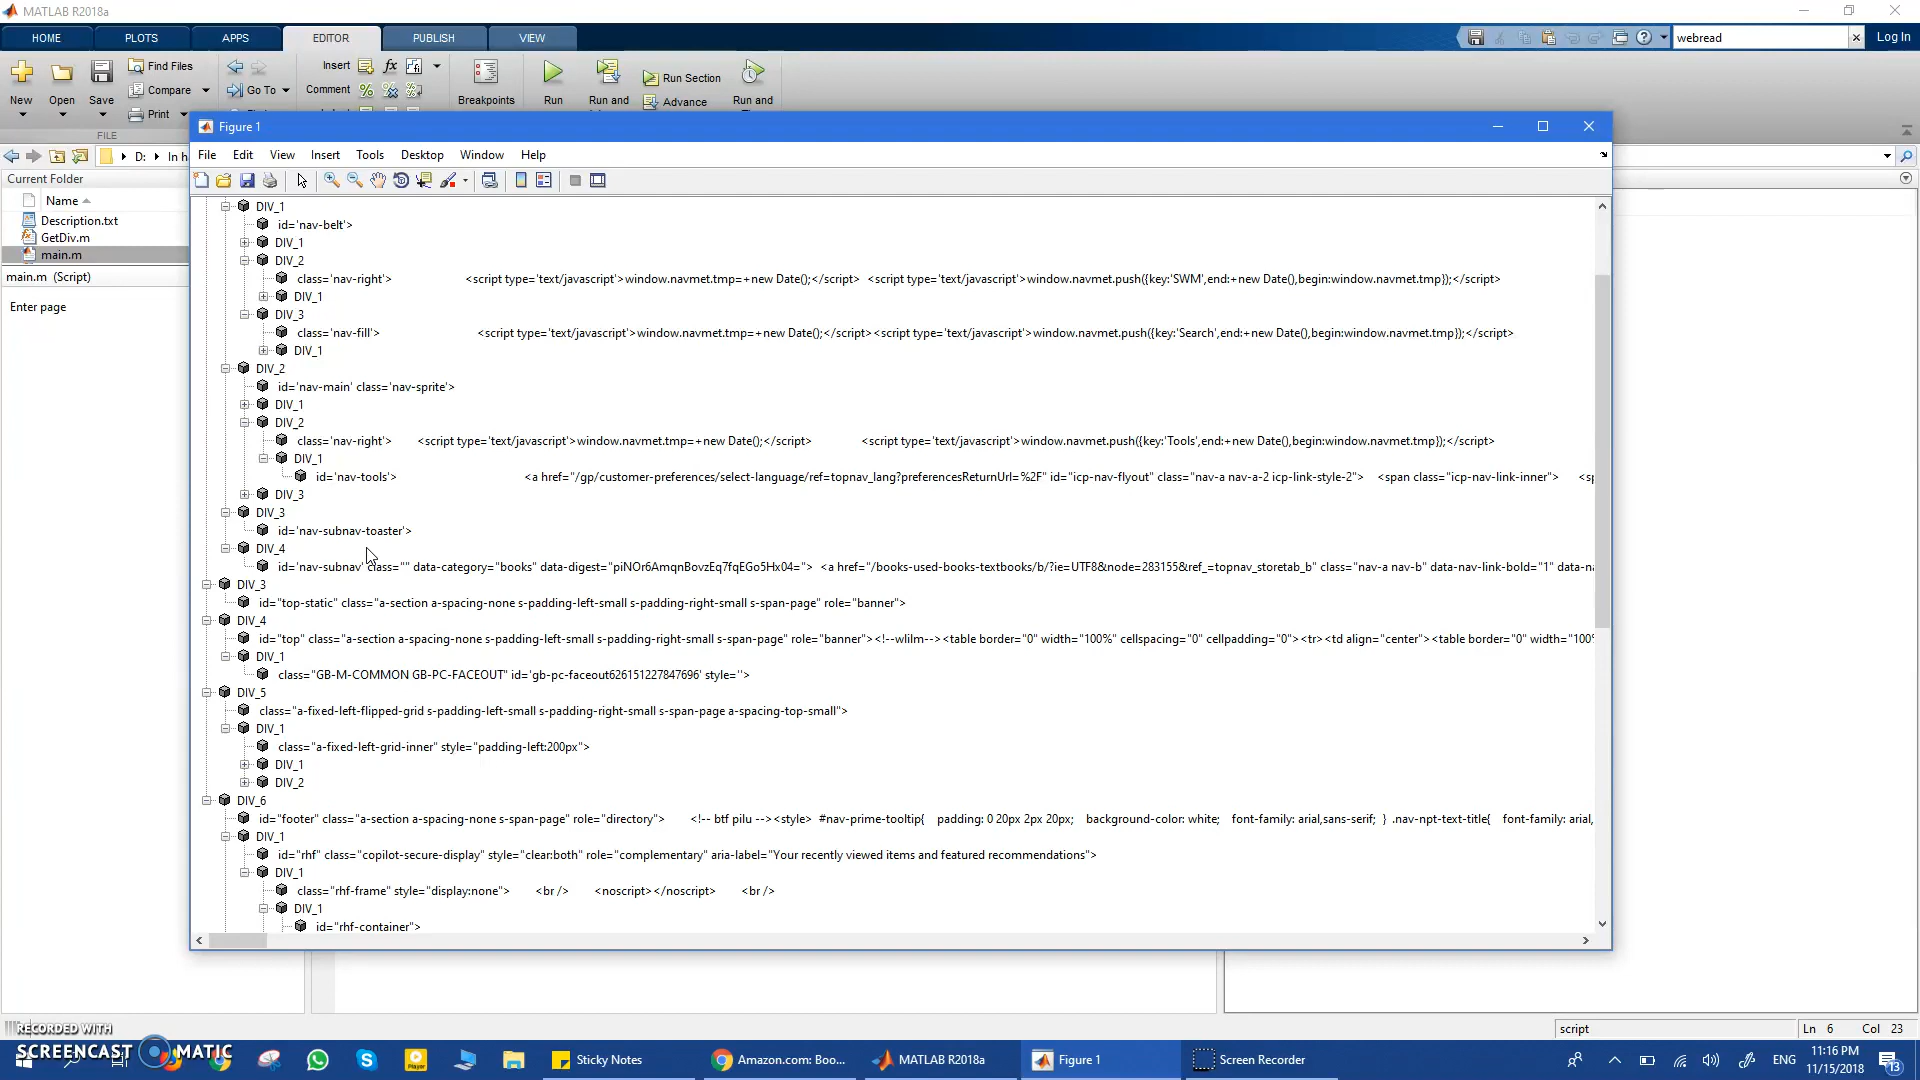 MATLAB R2018a
HOME PLOTS APPS EDITOR PUBLISH VIEW
webread
Log In
New Open Save
Find Files
Compare
Print
Go To
Insert
Comment
Breakpoints
Run
Run and
Run Section
Advance
Run and
FILE
D: In h
Current Folder
Name
Description.txt
GetDiv.m
main.m
main.m (Script)
Enter page
Figure 1
File Edit View Insert Tools Desktop Window Help
DIV_1
id='nav-belt'>
DIV_1
DIV_2
class='nav-right'> <script type='text/javascript'>window.navmet.tmp=+new Date();</script> <script type='text/javascript'>window.navmet.push({key:'SWM',end:+new Date(),begin:window.navmet.tmp});</script>
DIV_1
DIV_3
class='nav-fill'> <script type='text/javascript'>window.navmet.tmp=+new Date();</script><script type='text/javascript'>window.navmet.push({key:'Search',end:+new Date(),begin:window.navmet.tmp});</script>
DIV_1
DIV_2
id='nav-main' class='nav-sprite'>
DIV_1
DIV_2
class='nav-right'> <script type='text/javascript'>window.navmet.tmp=+new Date();</script> <script type='text/javascript'>window.navmet.push({key:'Tools',end:+new Date(),begin:window.navmet.tmp});</script>
DIV_1
id='nav-tools'> <a href="/gp/customer-preferences/select-language/ref=topnav_lang?preferencesReturnUrl=%2F" id="icp-nav-flyout" class="nav-a nav-a-2 icp-link-style-2"> <span class="icp-nav-link-inner"> <sp
DIV_3
DIV_3
id='nav-subnav-toaster'>
DIV_4
id='nav-subnav' class="" data-category="books" data-digest="piNOr6AmqnBovzEq7fqEGo5Hx04="> <a href="/books-used-books-textbooks/b/?ie=UTF8&node=283155&ref_=topnav_storetab_b" class="nav-a nav-b" data-nav-link-bold="1" data-na
DIV_3
id="top-static" class="a-section a-spacing-none s-padding-left-small s-padding-right-small s-span-page" role="banner">
DIV_4
id="top" class="a-section a-spacing-none s-padding-left-small s-padding-right-small s-span-page" role="banner"><!--wlilm--><table border="0" width="100%" cellspacing="0" cellpadding="0"><tr><td align="center"><table border="0" width="100%
DIV_1
class="GB-M-COMMON GB-PC-FACEOUT" id='gb-pc-faceout626151227847696' style=''>
DIV_5
class="a-fixed-left-flipped-grid s-padding-left-small s-padding-right-small s-span-page a-spacing-top-small">
DIV_1
class="a-fixed-left-grid-inner" style="padding-left:200px">
DIV_1
DIV_2
DIV_6
id="footer" class="a-section a-spacing-none s-span-page" role="directory"> <!-- btf pilu --><style> #nav-prime-tooltip{ padding: 0 20px 2px 20px; background-color: white; font-family: arial,sans-serif; } .nav-npt-text-title{ font-family: arial,
DIV_1
id="rhf" class="copilot-secure-display" style="clear:both" role="complementary" aria-label="Your recently viewed items and featured recommendations">
DIV_1
class="rhf-frame" style="display:none"> <br /> <noscript></noscript> <br />
DIV_1
id="rhf-container">
script
Ln 6 Col 23
RECORDED WITH
SCREENCAST MATIC
Player
Sticky Notes
Amazon.com: Boo...
MATLAB R2018a
Figure 1
Screen Recorder
ENG
11:16 PM
11/15/2018
13